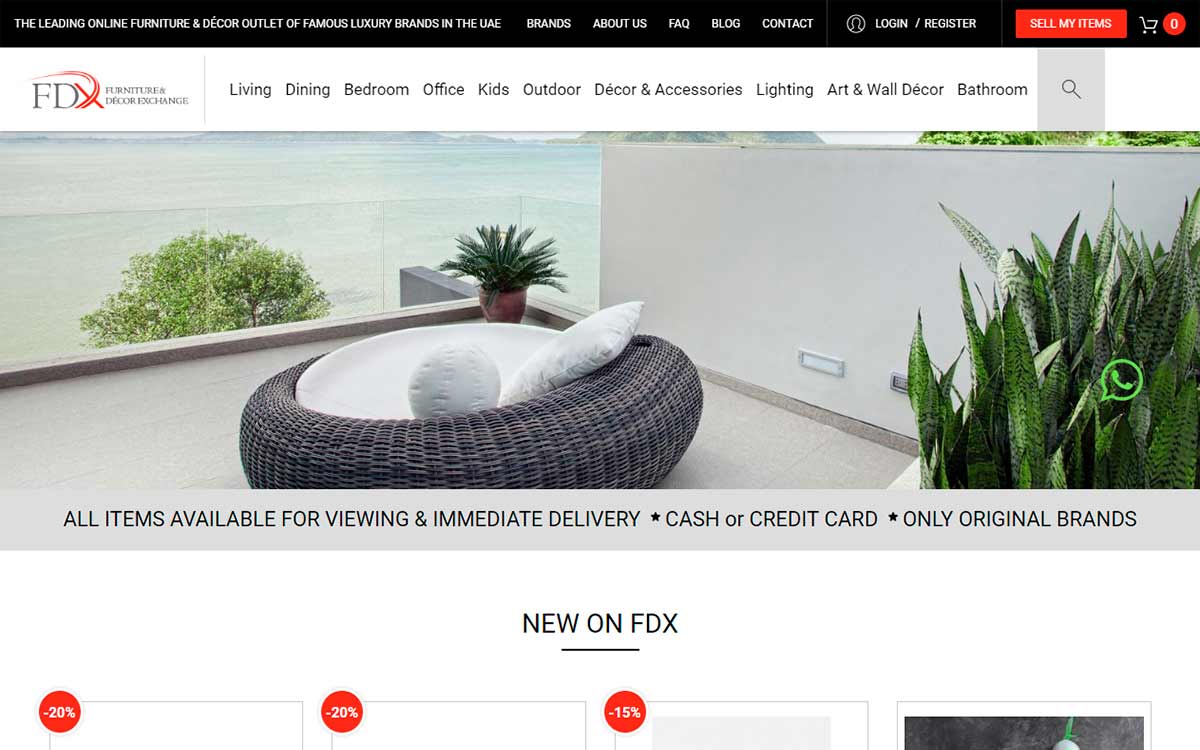 THE LEADING ONLINE FURNITURE & DÉCOR OUTLET OF FAMOUS LUXURY BRANDS IN THE UAE BRANDS ABOUT US FAQ BLOG CONTACT LOGIN / REGISTER SELL MY ITEMS 0
FDX FURNITURE & DÉCOR EXCHANGE
Living Dining Bedroom Office Kids Outdoor Décor & Accessories Lighting Art & Wall Décor Bathroom
ALL ITEMS AVAILABLE FOR VIEWING & IMMEDIATE DELIVERY ★ CASH or CREDIT CARD ★ ONLY ORIGINAL BRANDS
NEW ON FDX
-20% -20% -15%